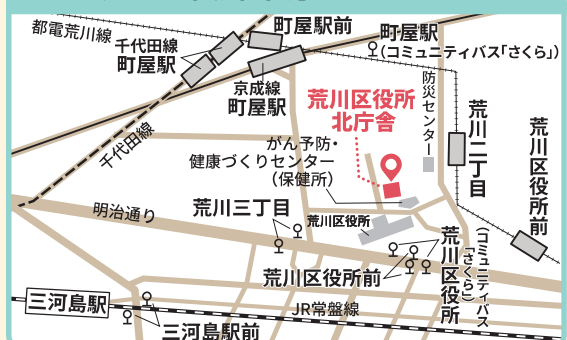 都電荒川線
千代田線
町屋駅
町屋駅前
町屋駅
(コミュニティバス「さくら」)
京成線
町屋駅
荒川区役所
北庁舎
防災センター
荒川二丁目
荒川区役所前
千代田線
がん予防・
健康づくりセンター
(保健所)
明治通り
荒川三丁目
荒川区役所
荒川区役所前
荒川区役所
(コミュニティバス
「さくら」)
三河島駅
JR常盤線
三河島駅前